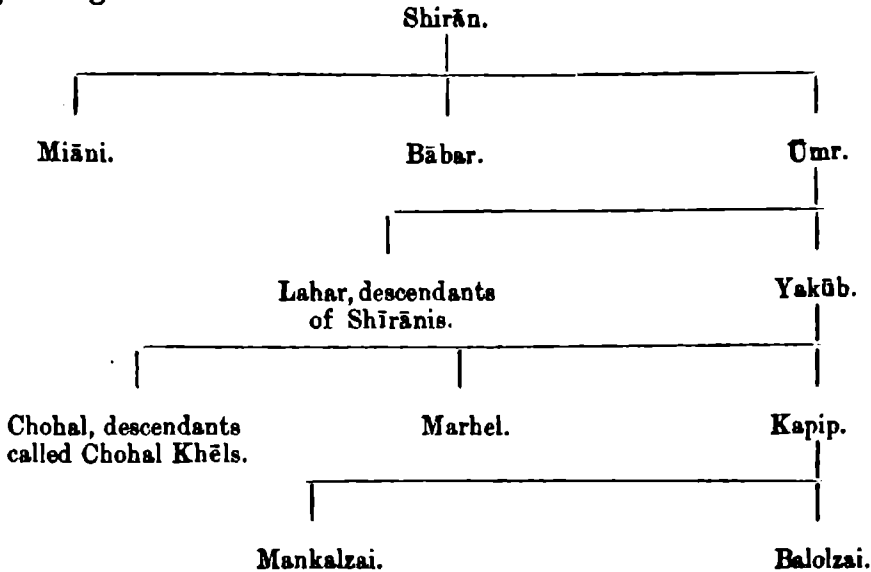 Shirān.
Miāni. Bābar. Ūmr.
Lahar, descendants Yakūb.
of Shīrānis.
Chohal, descendants Marhel. Kapip.
called Chohal Khēls.
Mankalzai. Balolzai.